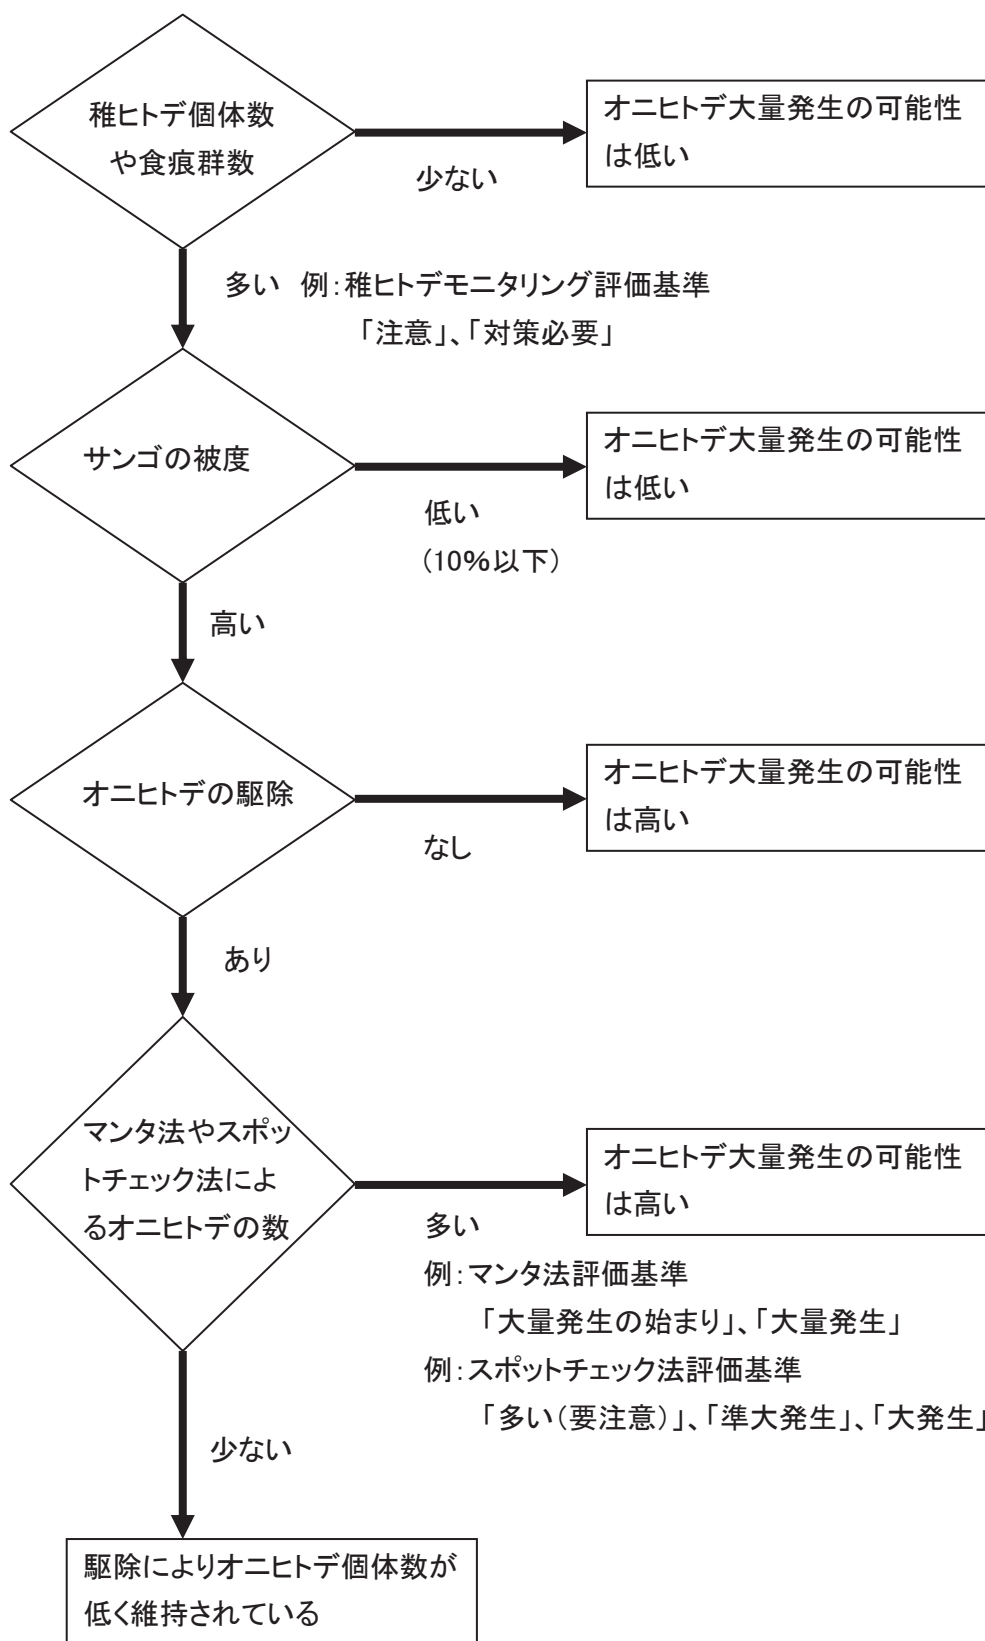 稚ヒトデ個体数
や食痕群数
少ない
オニヒトデ大量発生の可能性
は低い
多い 例:稚ヒトデモニタリング評価基準
「注意」、「対策必要」
サンゴの被度
低い
(10%以下)
オニヒトデ大量発生の可能性
は低い
高い
オニヒトデの駆除
なし
オニヒトデ大量発生の可能性
は高い
あり
マンタ法やスポッ
トチェック法によ
るオニヒトデの数
オニヒトデ大量発生の可能性
は高い
多い
例:マンタ法評価基準
「大量発生の始まり」、「大量発生」
例:スポットチェック法評価基準
「多い(要注意)」、「準大発生」、「大発生」
少ない
駆除によりオニヒトデ個体数が
低く維持されている